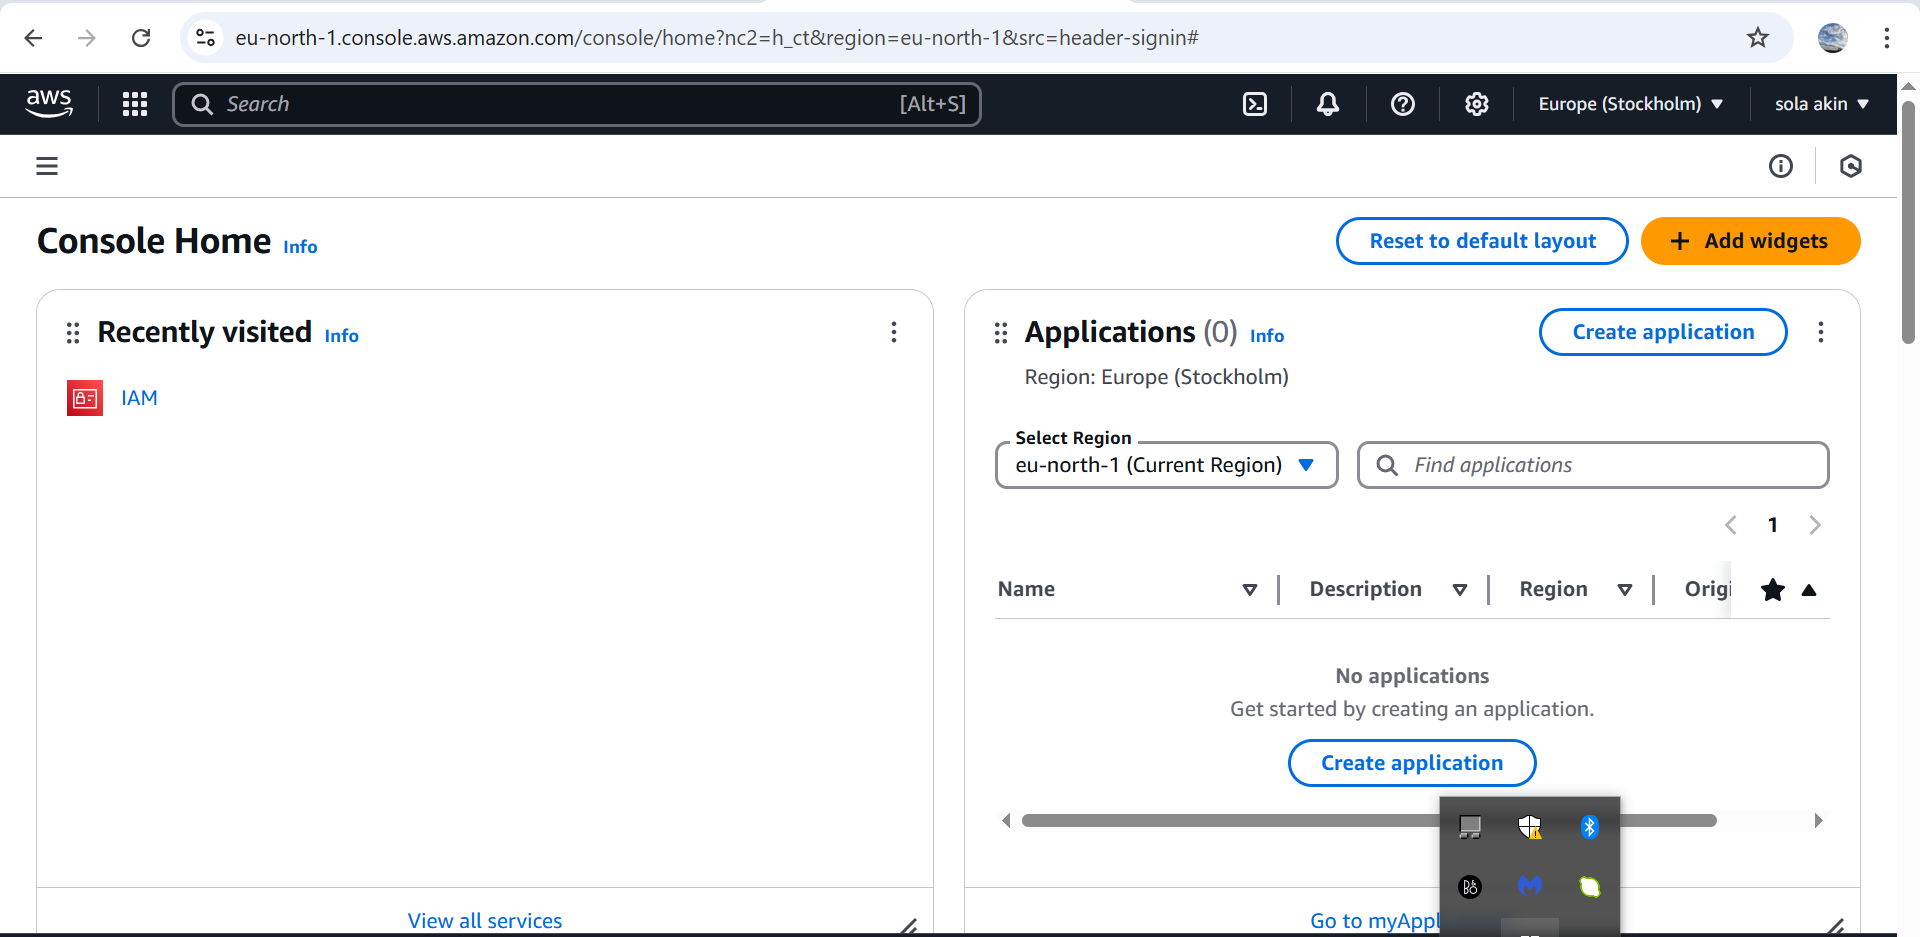 eu-north-1.console.aws.amazon.com/console/home?nc2=h_ct&region=eu-north-1&src=header-signin#
aws
Search [Alt+S]
Europe (Stockholm)
sola akin
Console Home Info
Reset to default layout
+ Add widgets
Recently visited Info
IAM
View all services
Applications (0) Info
Create application
Region: Europe (Stockholm)
Select Region
eu-north-1 (Current Region)
Find applications
1
Name Description Region Origi
No applications
Get started by creating an application.
Create application
Go to myAppl